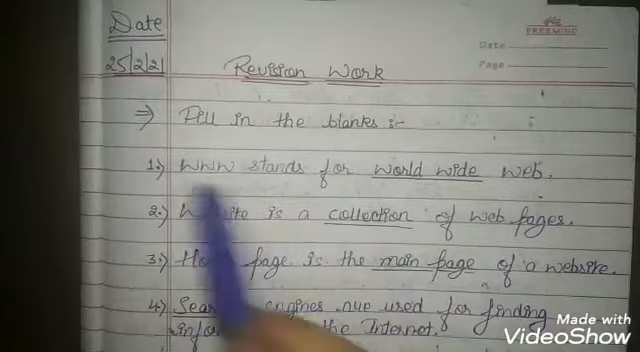 Date
25/2/21
FREEMIND
Date
Page
Revision Work
⇒ Fill in the blanks :-
1.) WWW stands for world wide web.
2.) is a collection of web pages.
3.) page is the main page of a website.
4.) engines are used for finding
the Internet.
Made with
VideoShow